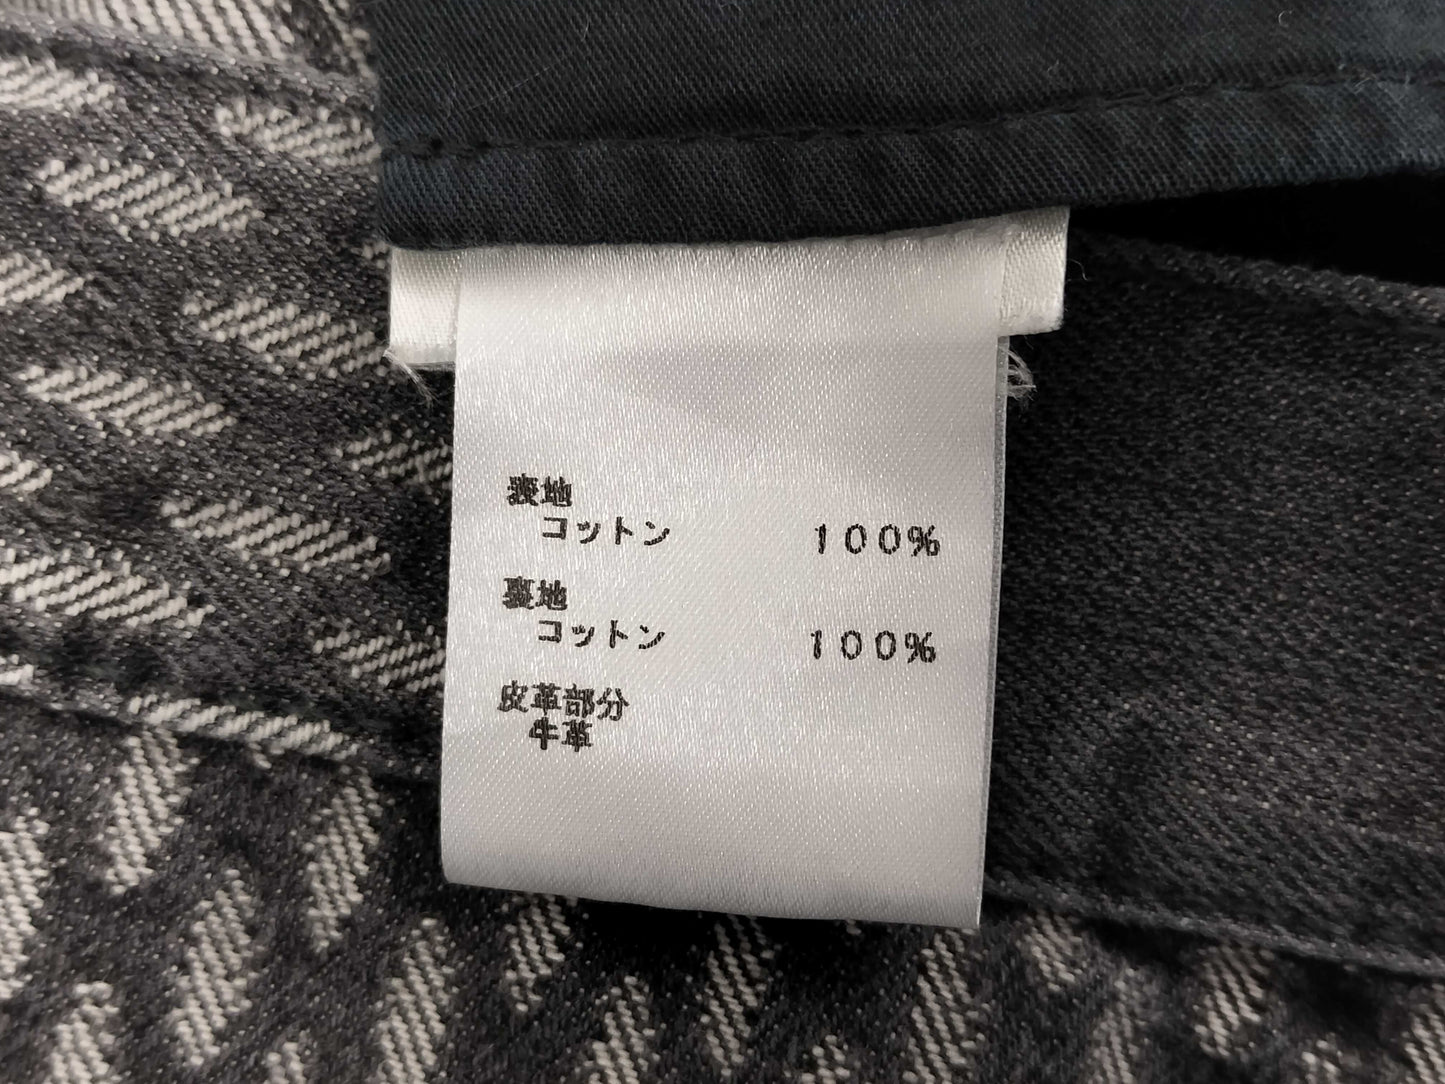 表地
コットン 100%
裏地
コットン 100%
皮革部分
牛革